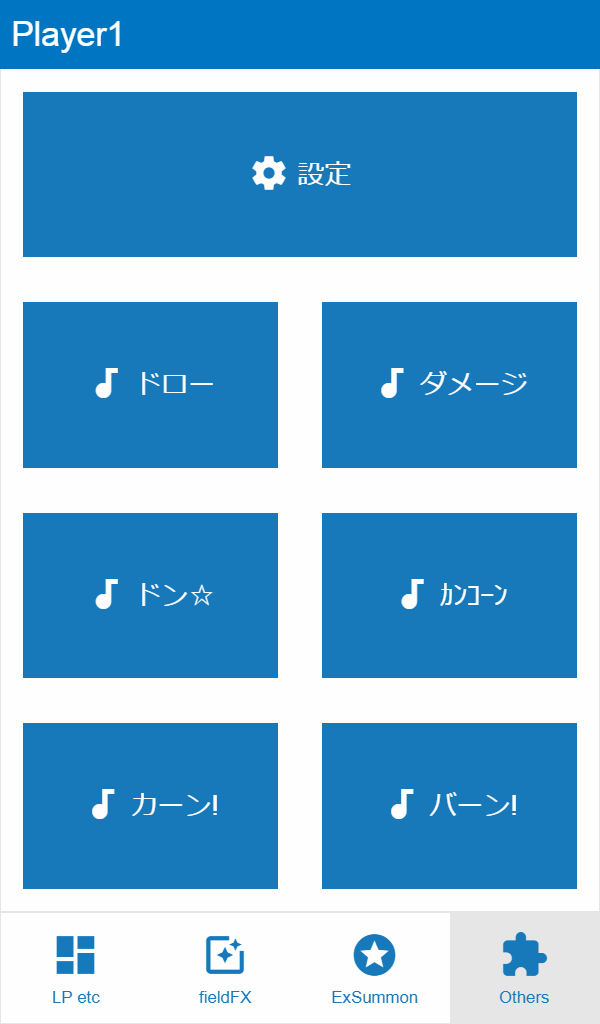 Player1
設定
ドロー
ダメージ
ドン☆
ｶﾝｺｰﾝ
カーン!
バーン!
LP etc
fieldFX
ExSummon
Others